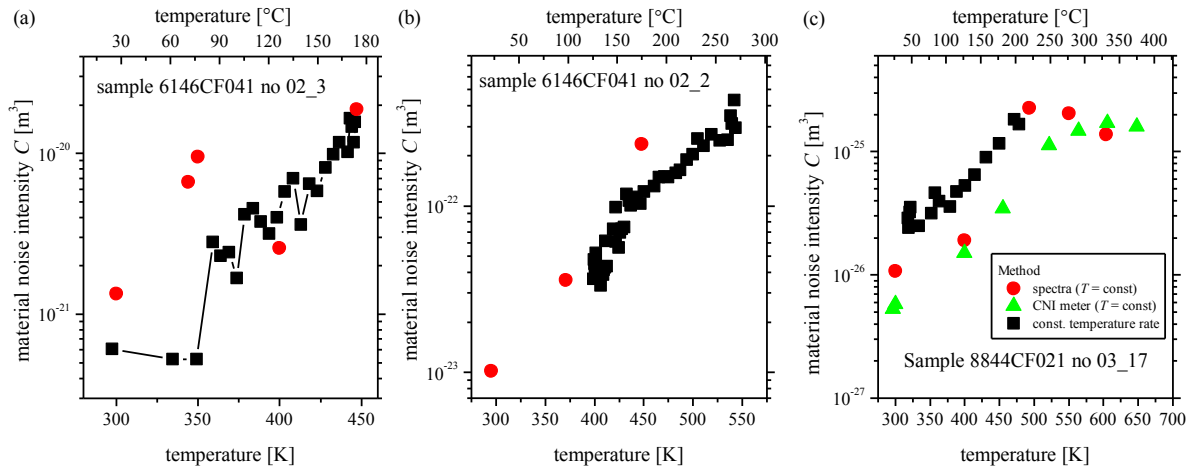 (a)
temperature [°C]
30 60 90 120 150 180
sample 6146CF041 no 02_3
material noise intensity C [m³]
10⁻²⁰
10⁻²¹
300 350 400 450
temperature [K]
(b)
temperature [°C]
50 100 150 200 250 300
sample 6146CF041 no 02_2
material noise intensity C [m³]
10⁻²²
10⁻²³
300 350 400 450 500 550
temperature [K]
(c)
temperature [°C]
50 100 150 200 250 300 350 400
material noise intensity C [m³]
10⁻²⁵
10⁻²⁶
10⁻²⁷
Method
spectra (T = const)
CNI meter (T = const)
const. temperature rate
Sample 8844CF021 no 03_17
300 350 400 450 500 550 600 650 700
temperature [K]